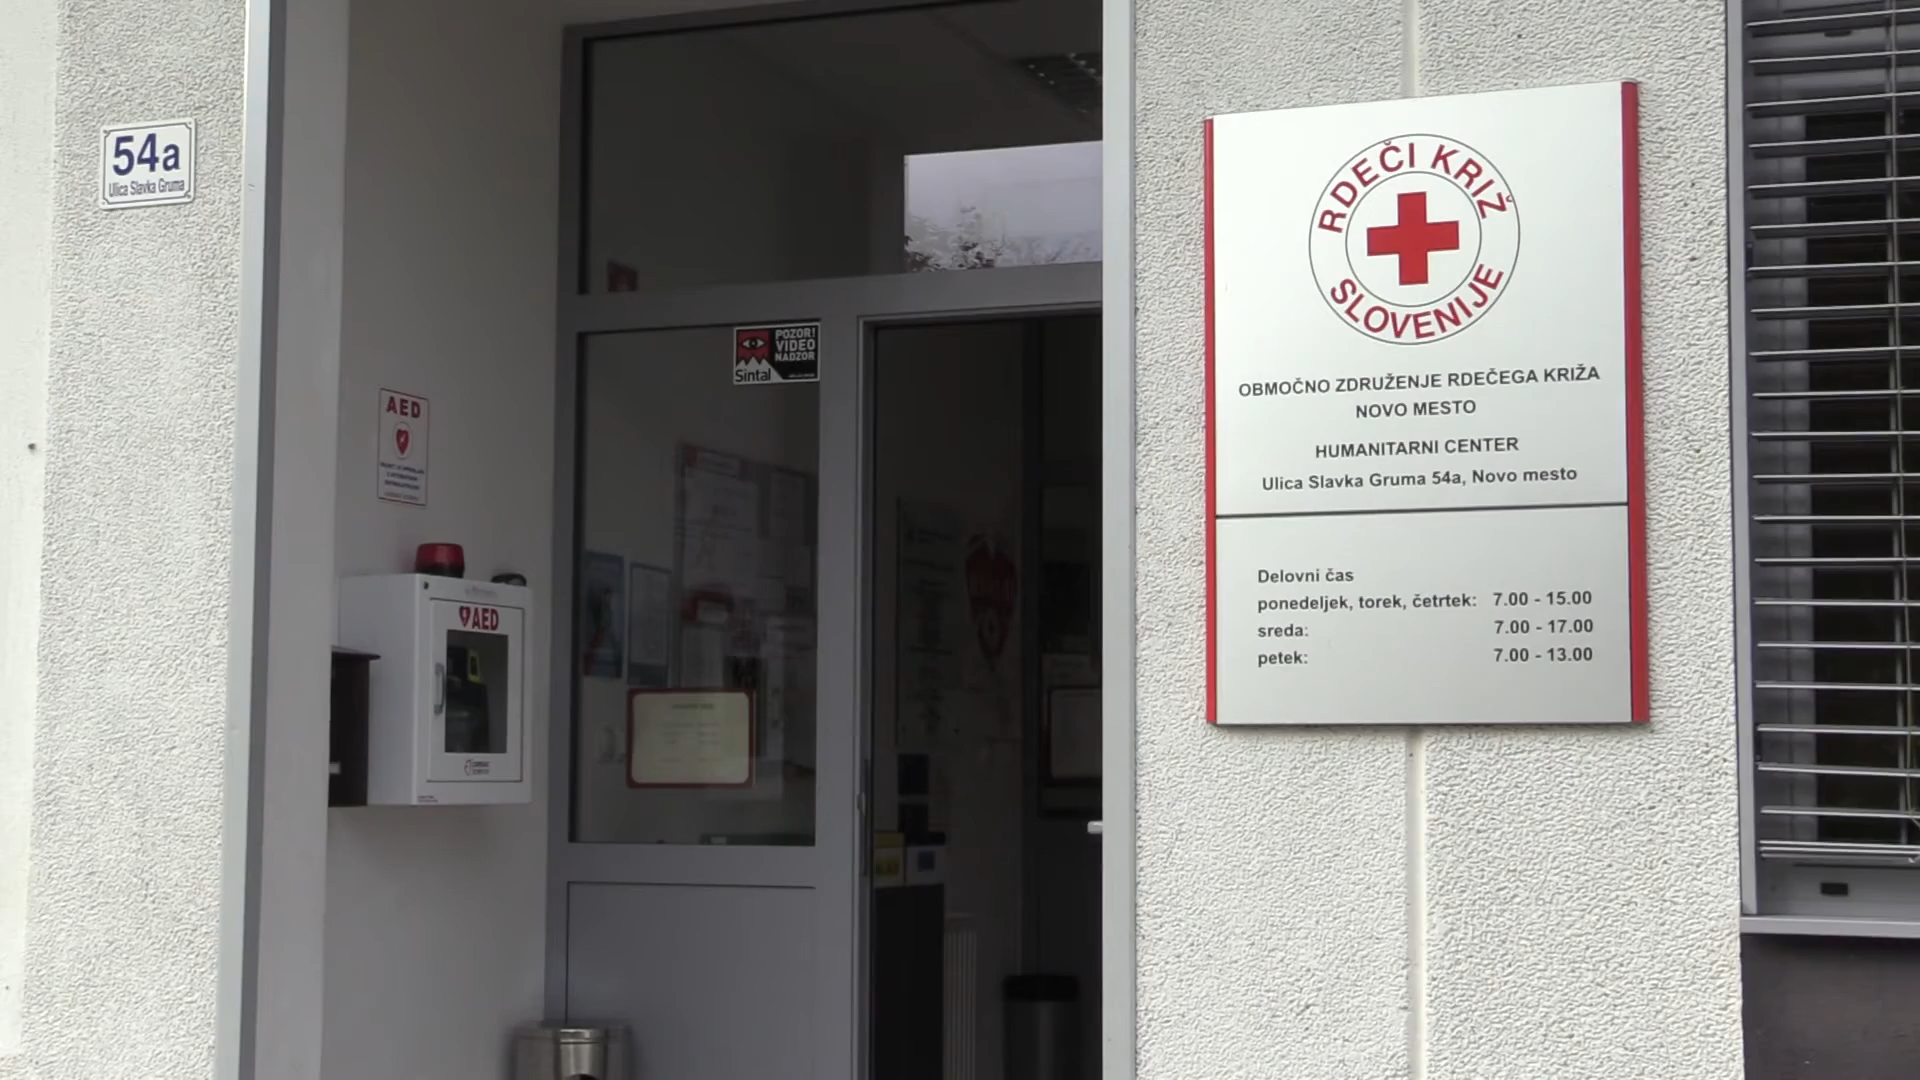 54a
Ulica Slavka Gruma
AED
POZOR!
VIDEO
NADZOR
Sintal
AED
RDEČI KRIŽ
SLOVENIJE
OBMOČNO ZDRUŽENJE RDEČEGA KRIŽA
NOVO MESTO
HUMANITARNI CENTER
Ulica Slavka Gruma 54a, Novo mesto
Delovni čas
ponedeljek, torek, četrtek: 7.00 - 15.00
sreda: 7.00 - 17.00
petek: 7.00 - 13.00